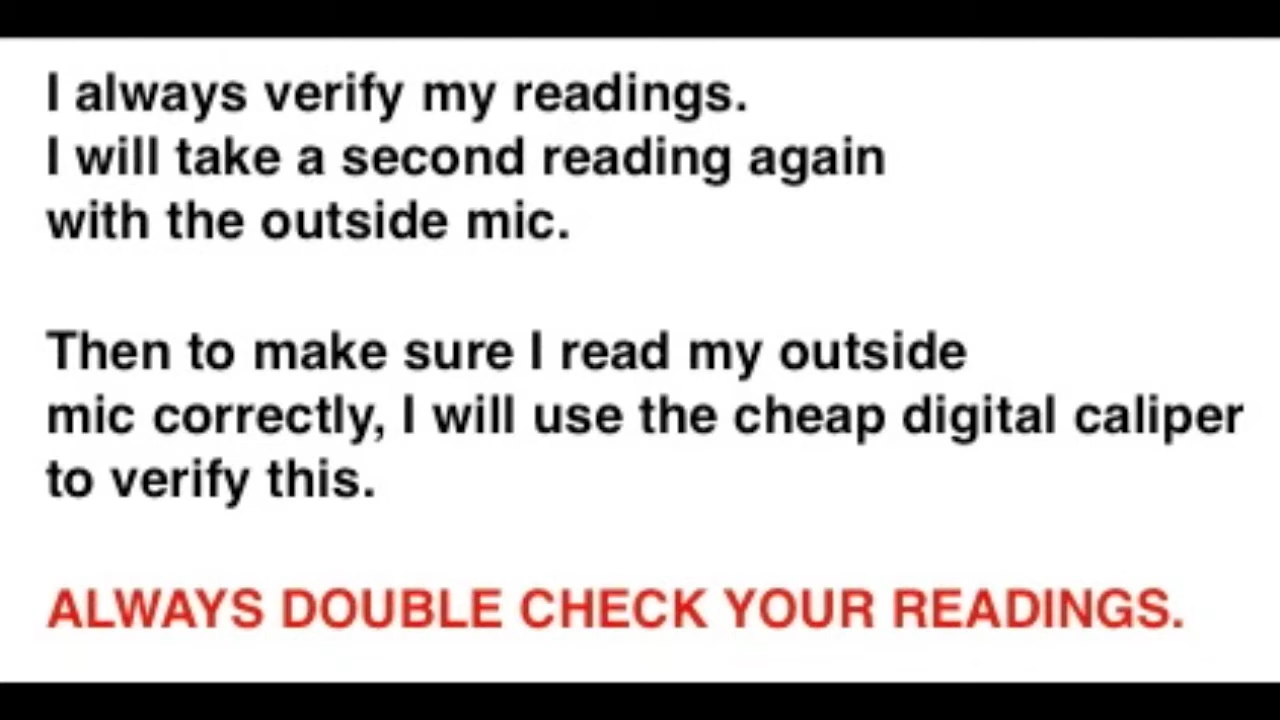 I always verify my readings.
I will take a second reading again
with the outside mic.
Then to make sure I read my outside
mic correctly, I will use the cheap digital caliper
to verify this.
ALWAYS DOUBLE CHECK YOUR READINGS.